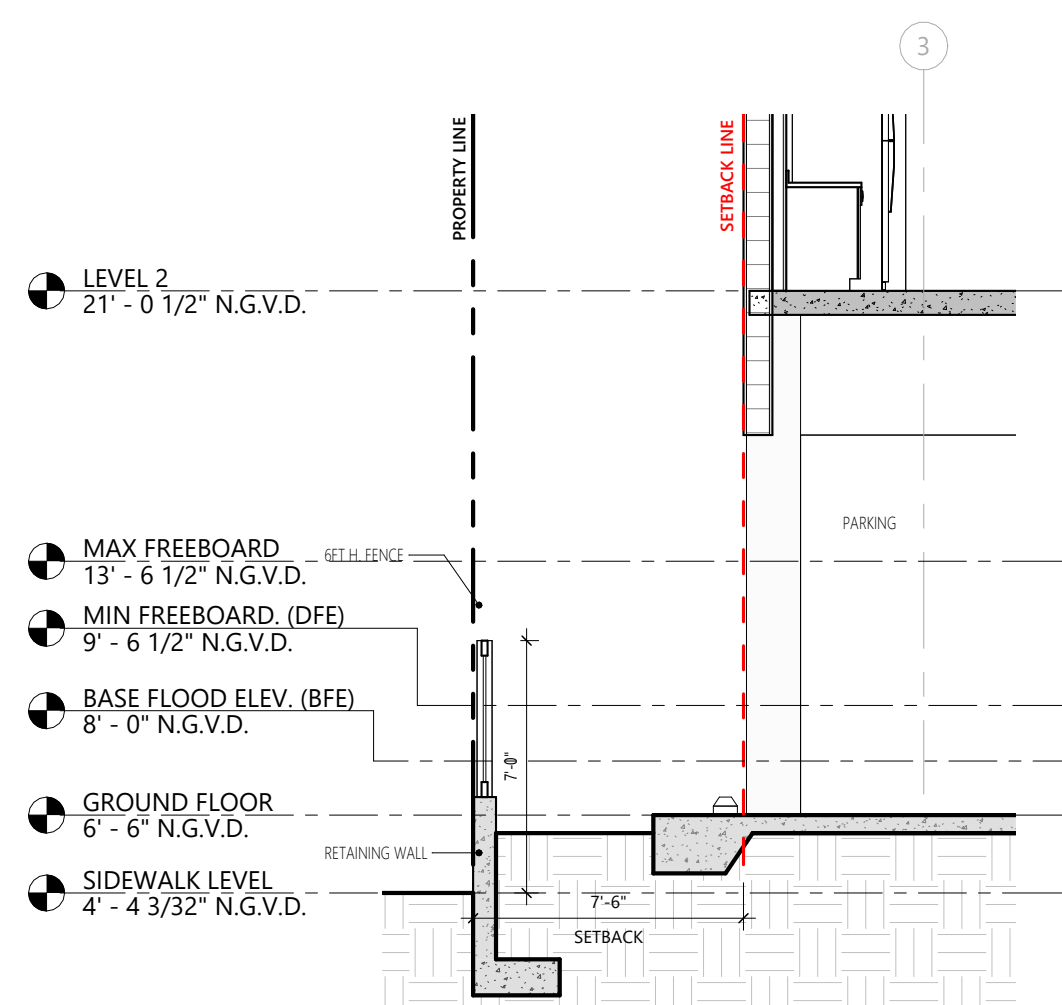 3
PROPERTY LINE
SETBACK LINE
LEVEL 2
21' - 0 1/2" N.G.V.D.
PARKING
MAX FREEBOARD
13' - 6 1/2" N.G.V.D.
6FT.H. FENCE
MIN FREEBOARD. (DFE)
9' - 6 1/2" N.G.V.D.
BASE FLOOD ELEV. (BFE)
8' - 0" N.G.V.D.
7'-0"
GROUND FLOOR
6' - 6" N.G.V.D.
RETAINING WALL
SIDEWALK LEVEL
4' - 4 3/32" N.G.V.D.
7'-6"
SETBACK